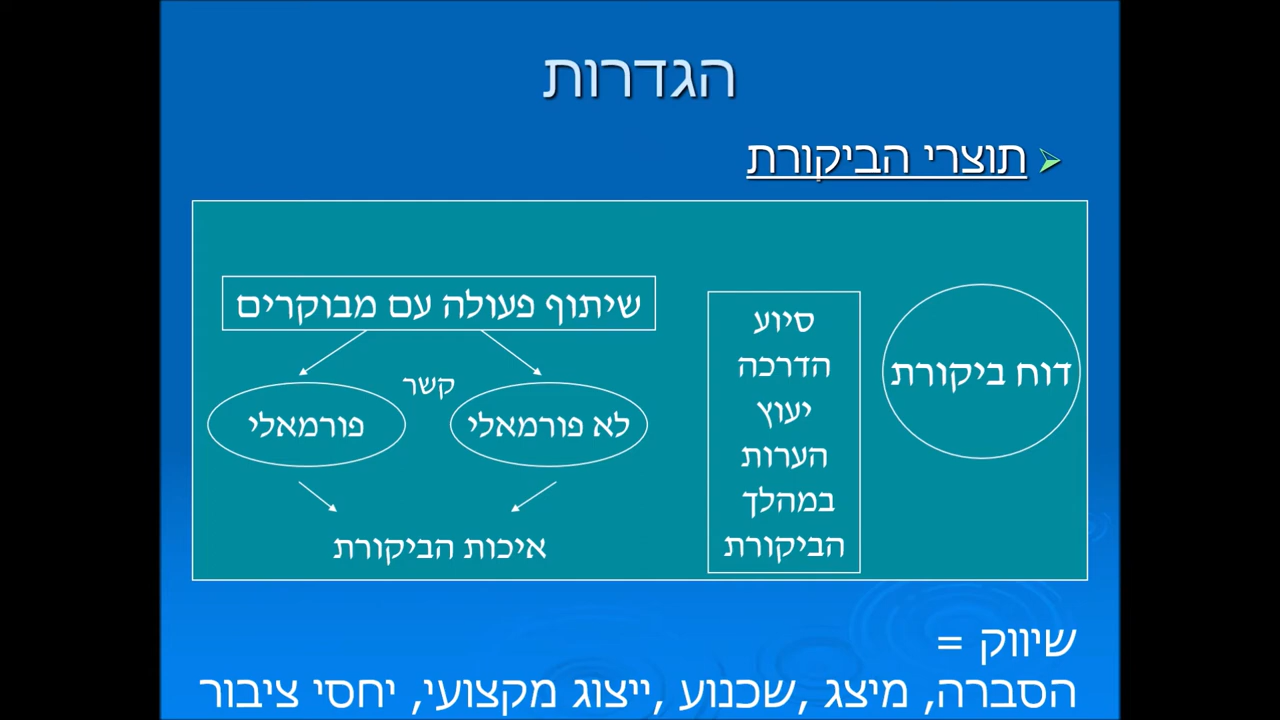 הגדרות
תוצרי הביקורת
דוח ביקורת
סיוע
הדרכה
יעוץ
הערות
במהלך
הביקורת
שיתוף פעולה עם מבוקרים
קשר
לא פורמאלי
פורמאלי
איכות הביקורת
שיווק =
הסברה, מיצג ,שכנוע ,ייצוג מקצועי, יחסי ציבור